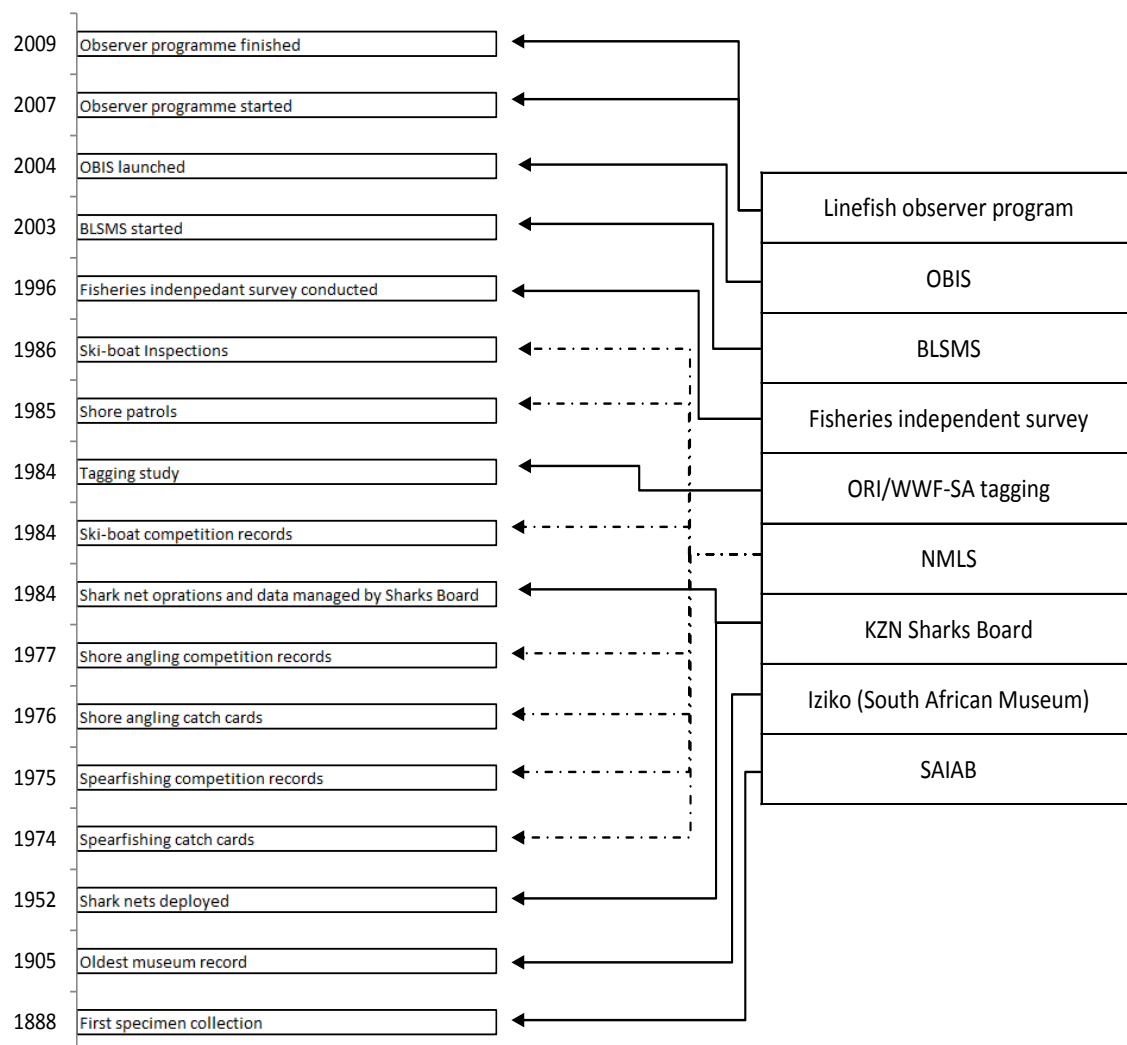 2009 Observer programme finished
2007 Observer programme started
2004 OBIS launched
2003 BLSMS started
1996 Fisheries indenpedant survey conducted
1986 Ski-boat Inspections
1985 Shore patrols
1984 Tagging study
1984 Ski-boat competition records
1984 Shark net oprations and data managed by Sharks Board
1977 Shore angling competition records
1976 Shore angling catch cards
1975 Spearfishing competition records
1974 Spearfishing catch cards
1952 Shark nets deployed
1905 Oldest museum record
1888 First specimen collection
Linefish observer program
OBIS
BLSMS
Fisheries independent survey
ORI/WWF-SA tagging
NMLS
KZN Sharks Board
Iziko (South African Museum)
SAIAB